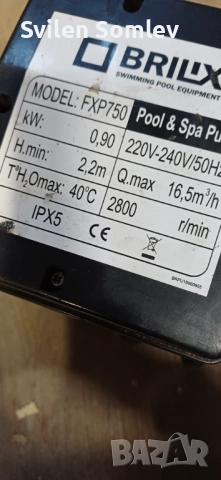 Svilen Somlev
BRILIX
SWIMMING POOL EQUIPMENT
MODEL: FXP750 Pool & Spa Pu
kW: 0,90 220V-240V/50Hz
H.min: 2,2m Q.max 16,5m³/h
T°H₂Omax: 40°C 2800 r/min
IPX5 CE
bazar